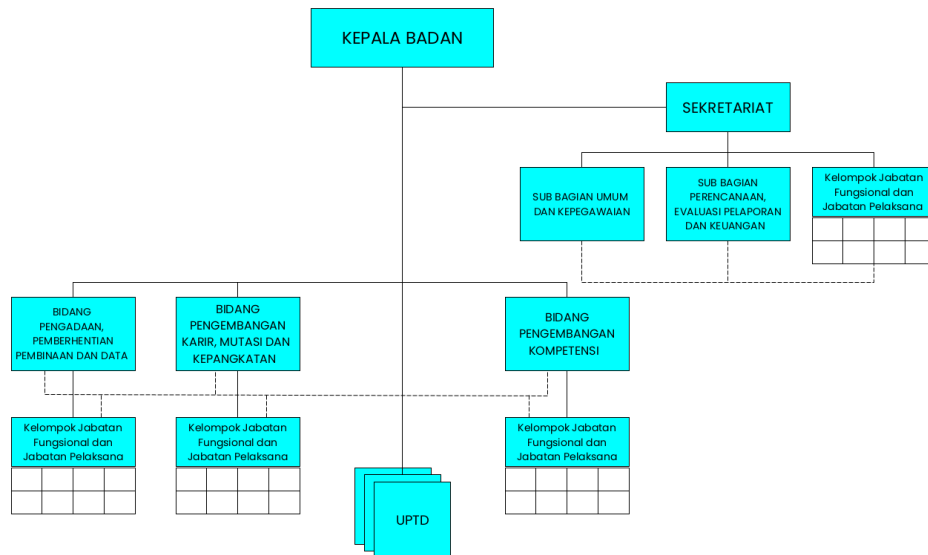 KEPALA BADAN
SEKRETARIAT
SUB BAGIAN UMUM
DAN KEPEGAWAIAN
SUB BAGIAN
PERENCANAAN,
EVALUASI PELAPORAN
DAN KEUANGAN
Kelompok Jabatan
Fungsional dan
Jabatan Pelaksana
BIDANG
PENGADAAN,
PEMBERHENTIAN
PEMBINAAN DAN DATA
BIDANG
PENGEMBANGAN
KARIR, MUTASI DAN
KEPANGKATAN
BIDANG
PENGEMBANGAN
KOMPETENSI
Kelompok Jabatan
Fungsional dan
Jabatan Pelaksana
Kelompok Jabatan
Fungsional dan
Jabatan Pelaksana
Kelompok Jabatan
Fungsional dan
Jabatan Pelaksana
UPTD